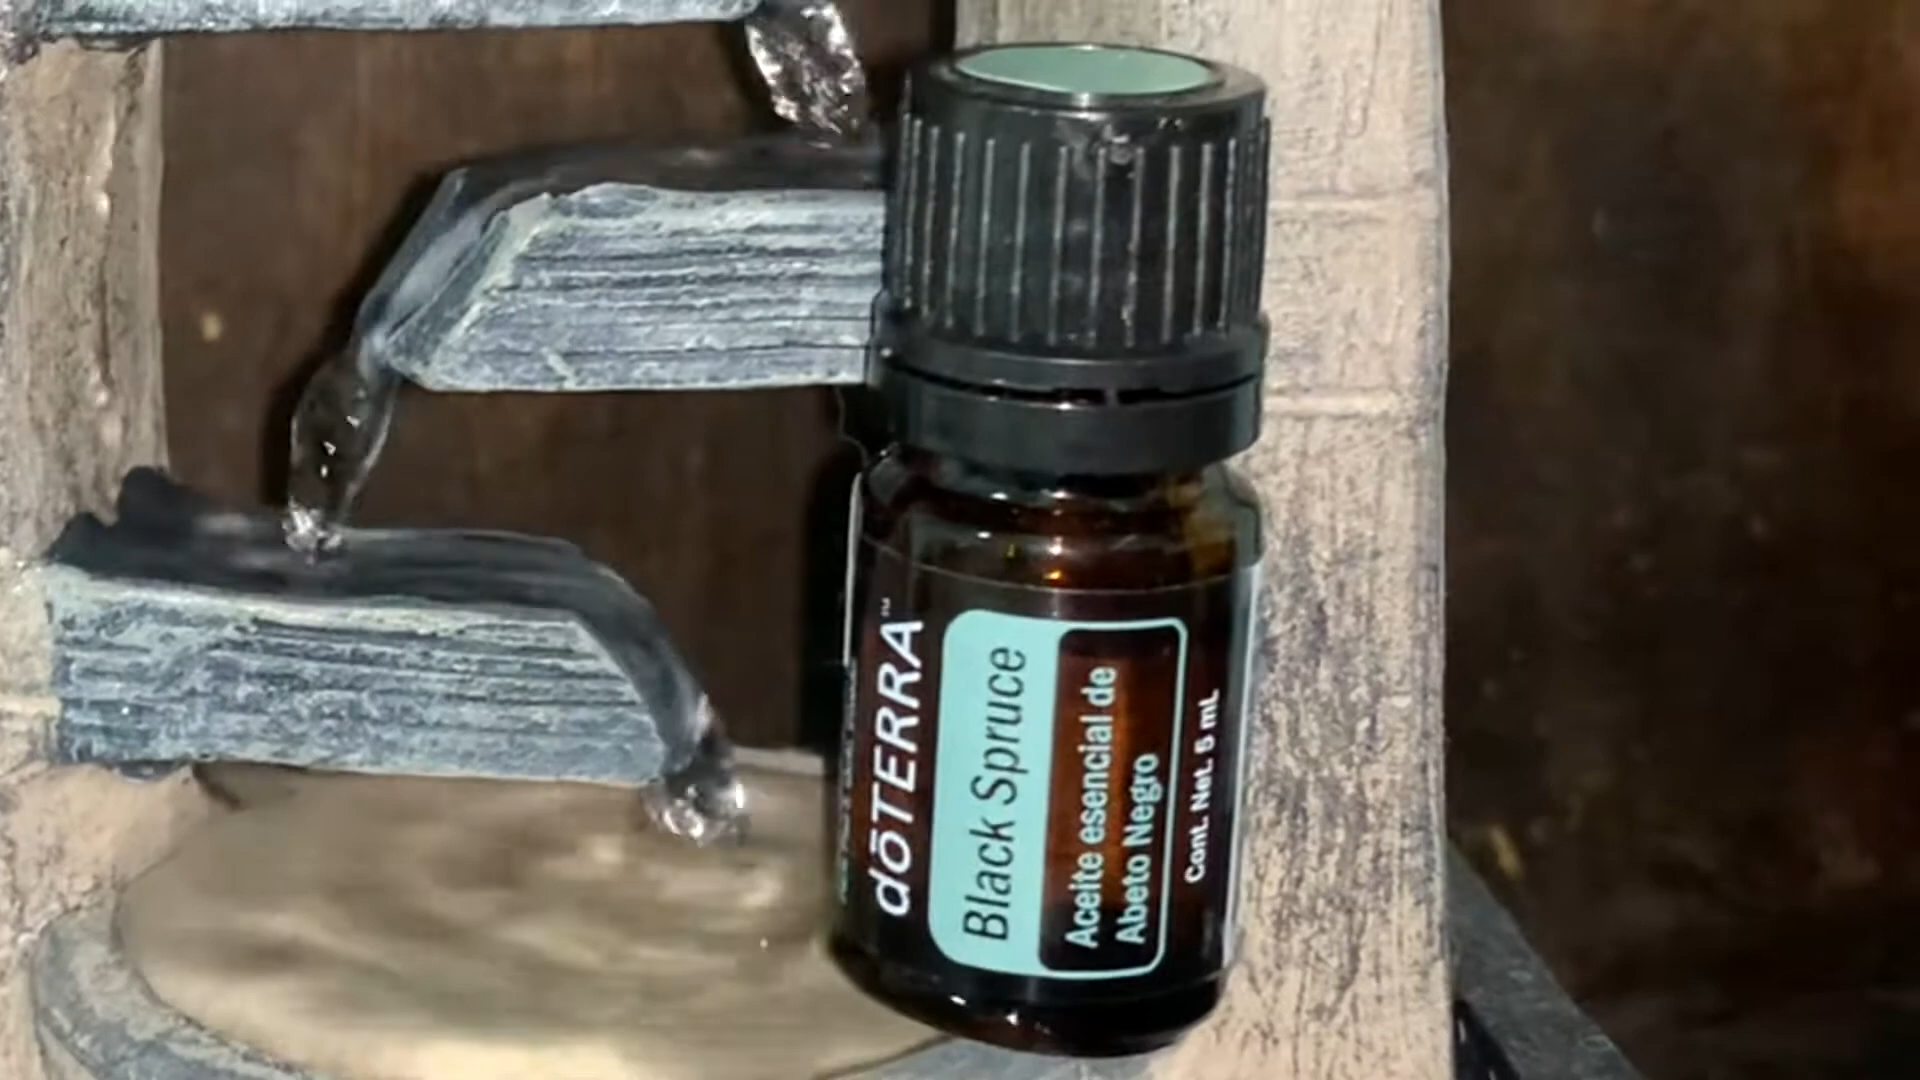 dōTERRA™
Black Spruce
Aceite esencial de
Abeto Negro
Cont. Net. 5 mL